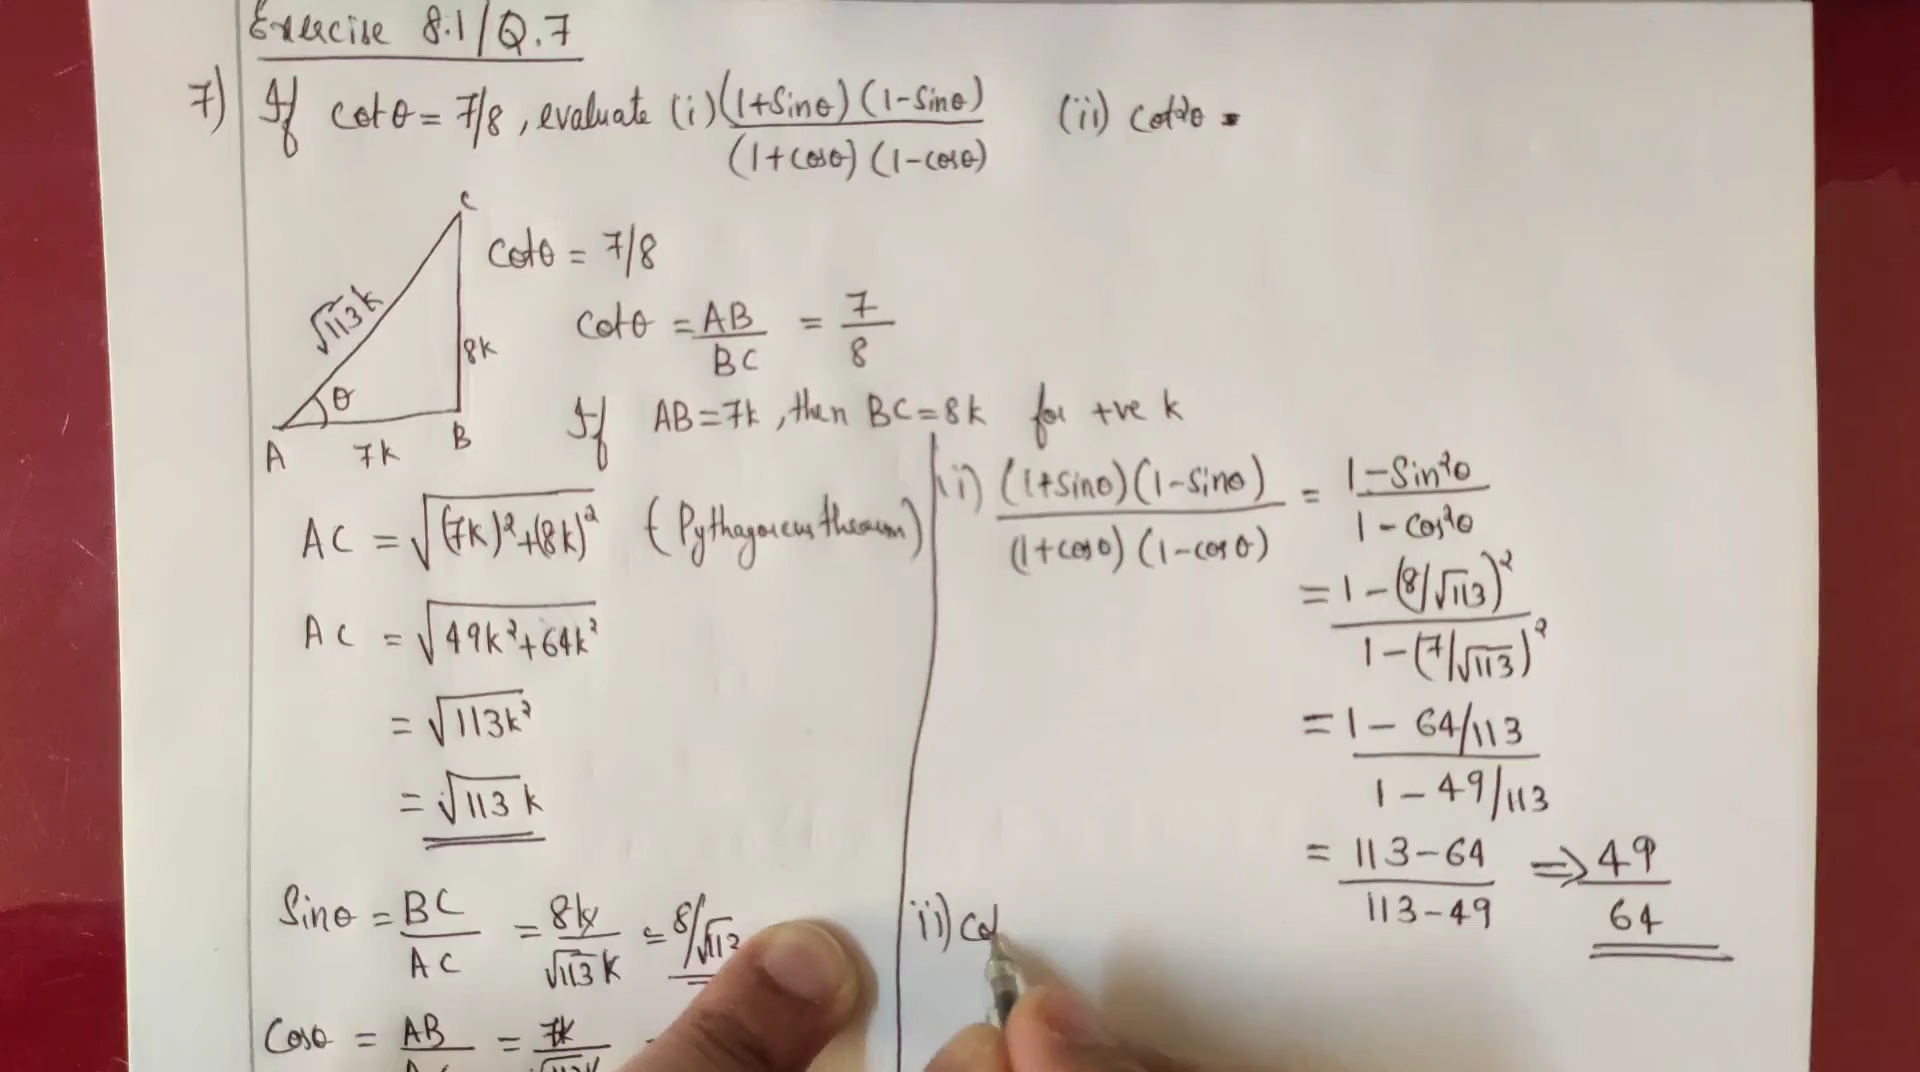 Exercise 8.1/Q.7
7) If cotθ = 7/8, evaluate (i) (1+Sinθ)(1-Sinθ) / (1+cosθ)(1-cosθ) (ii) cot²θ
C
√113k
8k
θ
A 7k B
Cotθ = 7/8
Cotθ = AB/BC = 7/8
If AB=7k, then BC=8k for +ve k
AC = √(7k)²+(8k)² (Pythagoreus theorem)
AC = √49k²+64k²
= √113k²
= √113 k
Sinθ = BC/AC = 8k/√113 k = 8/√113
Cosθ = AB/AC = 7k/√113k
i) (1+Sinθ)(1-Sinθ) / (1+cosθ)(1-cosθ) = 1-Sin²θ / 1-cos²θ
= 1-(8/√113)² / 1-(7/√113)²
= 1-64/113 / 1-49/113
= 113-64 / 113-49 ⇒ 49/64
ii) Cot